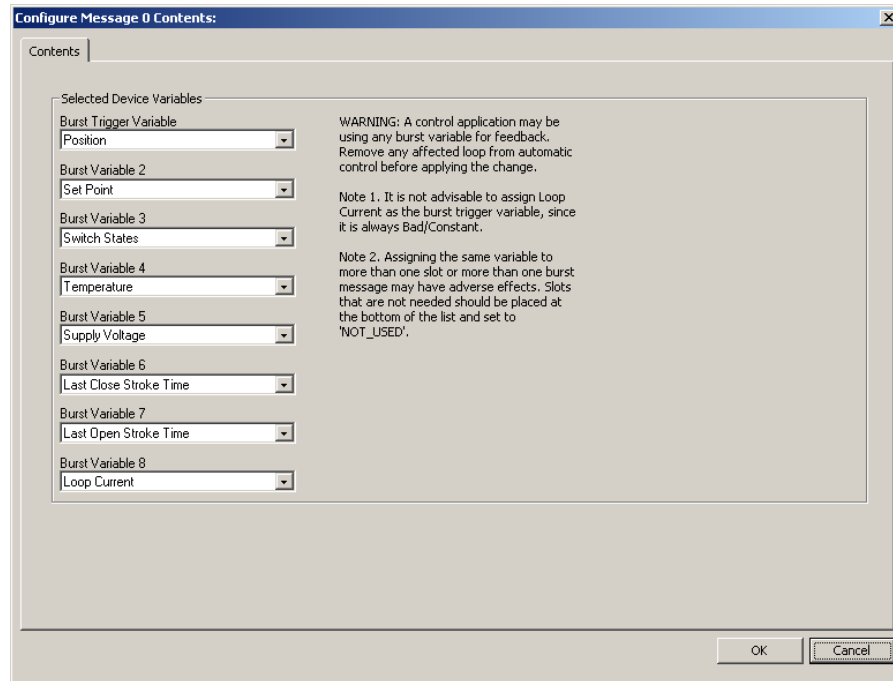 Configure Message 0 Contents:
Contents
Selected Device Variables
Burst Trigger Variable
Position
Burst Variable 2
Set Point
Burst Variable 3
Switch States
Burst Variable 4
Temperature
Burst Variable 5
Supply Voltage
Burst Variable 6
Last Close Stroke Time
Burst Variable 7
Last Open Stroke Time
Burst Variable 8
Loop Current
WARNING: A control application may be
using any burst variable for feedback.
Remove any affected loop from automatic
control before applying the change.
Note 1. It is not advisable to assign Loop
Current as the burst trigger variable, since
it is always Bad/Constant.
Note 2. Assigning the same variable to
more than one slot or more than one burst
message may have adverse effects. Slots
that are not needed should be placed at
the bottom of the list and set to
'NOT_USED'.
OK
Cancel